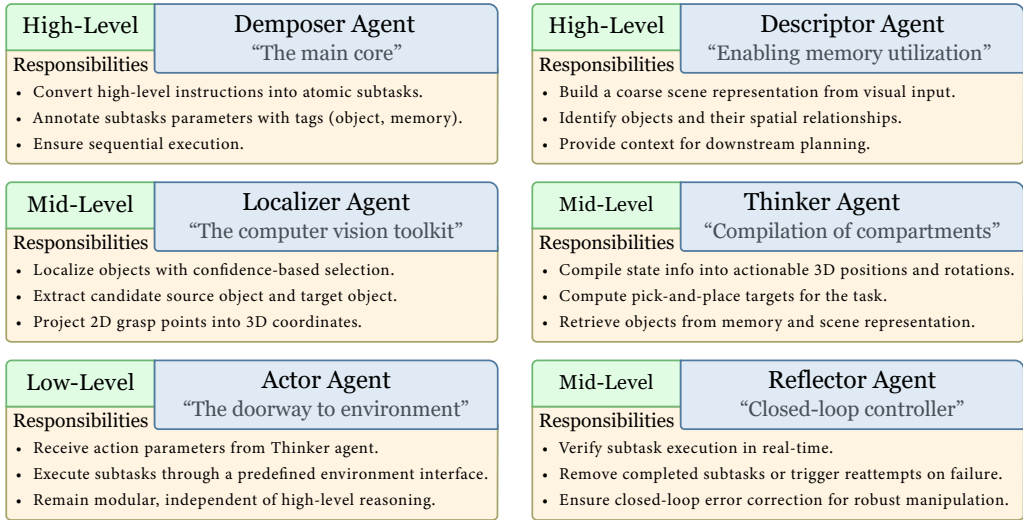 High-Level
Demposer Agent
“The main core”
Responsibilities
• Convert high-level instructions into atomic subtasks.
• Annotate subtasks parameters with tags (object, memory).
• Ensure sequential execution.
High-Level
Descriptor Agent
“Enabling memory utilization”
Responsibilities
• Build a coarse scene representation from visual input.
• Identify objects and their spatial relationships.
• Provide context for downstream planning.
Mid-Level
Localizer Agent
“The computer vision toolkit”
Responsibilities
• Localize objects with confidence-based selection.
• Extract candidate source object and target object.
• Project 2D grasp points into 3D coordinates.
Mid-Level
Thinker Agent
“Compilation of compartments”
Responsibilities
• Compile state info into actionable 3D positions and rotations.
• Compute pick-and-place targets for the task.
• Retrieve objects from memory and scene representation.
Low-Level
Actor Agent
“The doorway to environment”
Responsibilities
• Receive action parameters from Thinker agent.
• Execute subtasks through a predefined environment interface.
• Remain modular, independent of high-level reasoning.
Mid-Level
Reflector Agent
“Closed-loop controller”
Responsibilities
• Verify subtask execution in real-time.
• Remove completed subtasks or trigger reattempts on failure.
• Ensure closed-loop error correction for robust manipulation.